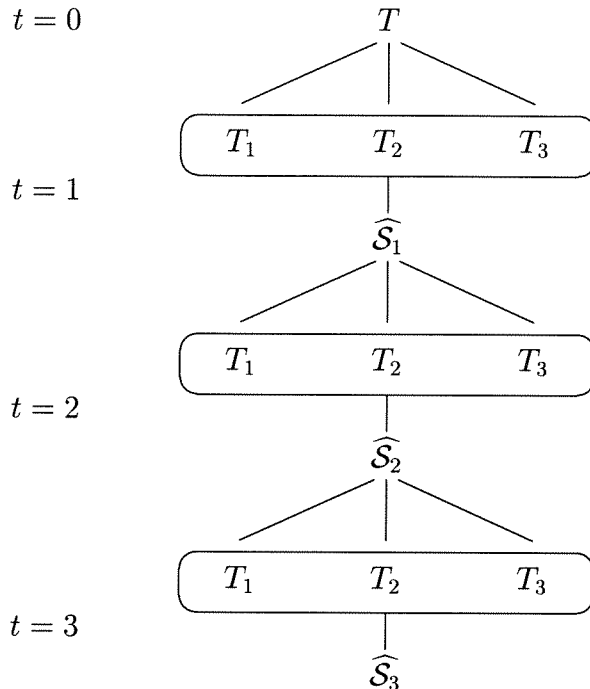 t = 0 T
T₁ T₂ T₃
t = 1
𝒮̂₁
T₁ T₂ T₃
t = 2
𝒮̂₂
T₁ T₂ T₃
t = 3
𝒮̂₃